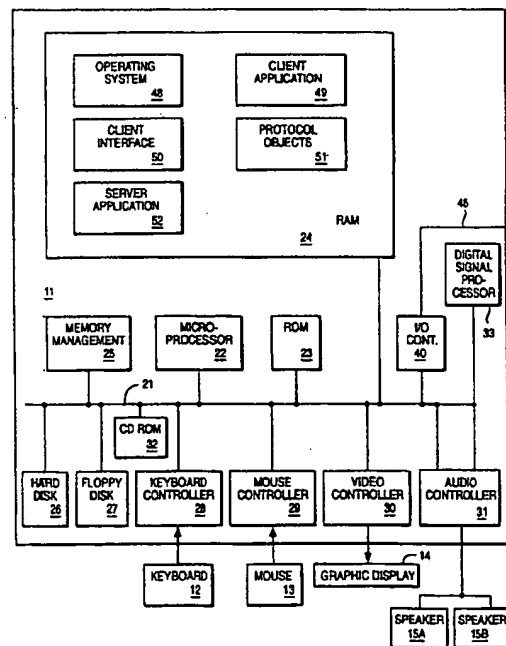 OPERATING
SYSTEM
48
CLIENT
APPLICATION
49
CLIENT
INTERFACE
50
PROTOCOL
OBJECTS
51
SERVER
APPLICATION
52
RAM
24
45
DIGITAL
SIGNAL
PRO-
CESSOR
33
11
MEMORY
MANAGEMENT
25
MICRO-
PROCESSOR
22
ROM
23
I/O
CONT.
40
21
CD ROM
32
HARD
DISK
26
FLOPPY
DISK
27
KEYBOARD
CONTROLLER
28
MOUSE
CONTROLLER
29
VIDEO
CONTROLLER
30
AUDIO
CONTROLLER
31
KEYBOARD
12
MOUSE
13
14
GRAPHIC DISPLAY
SPEAKER
15A
SPEAKER
15B